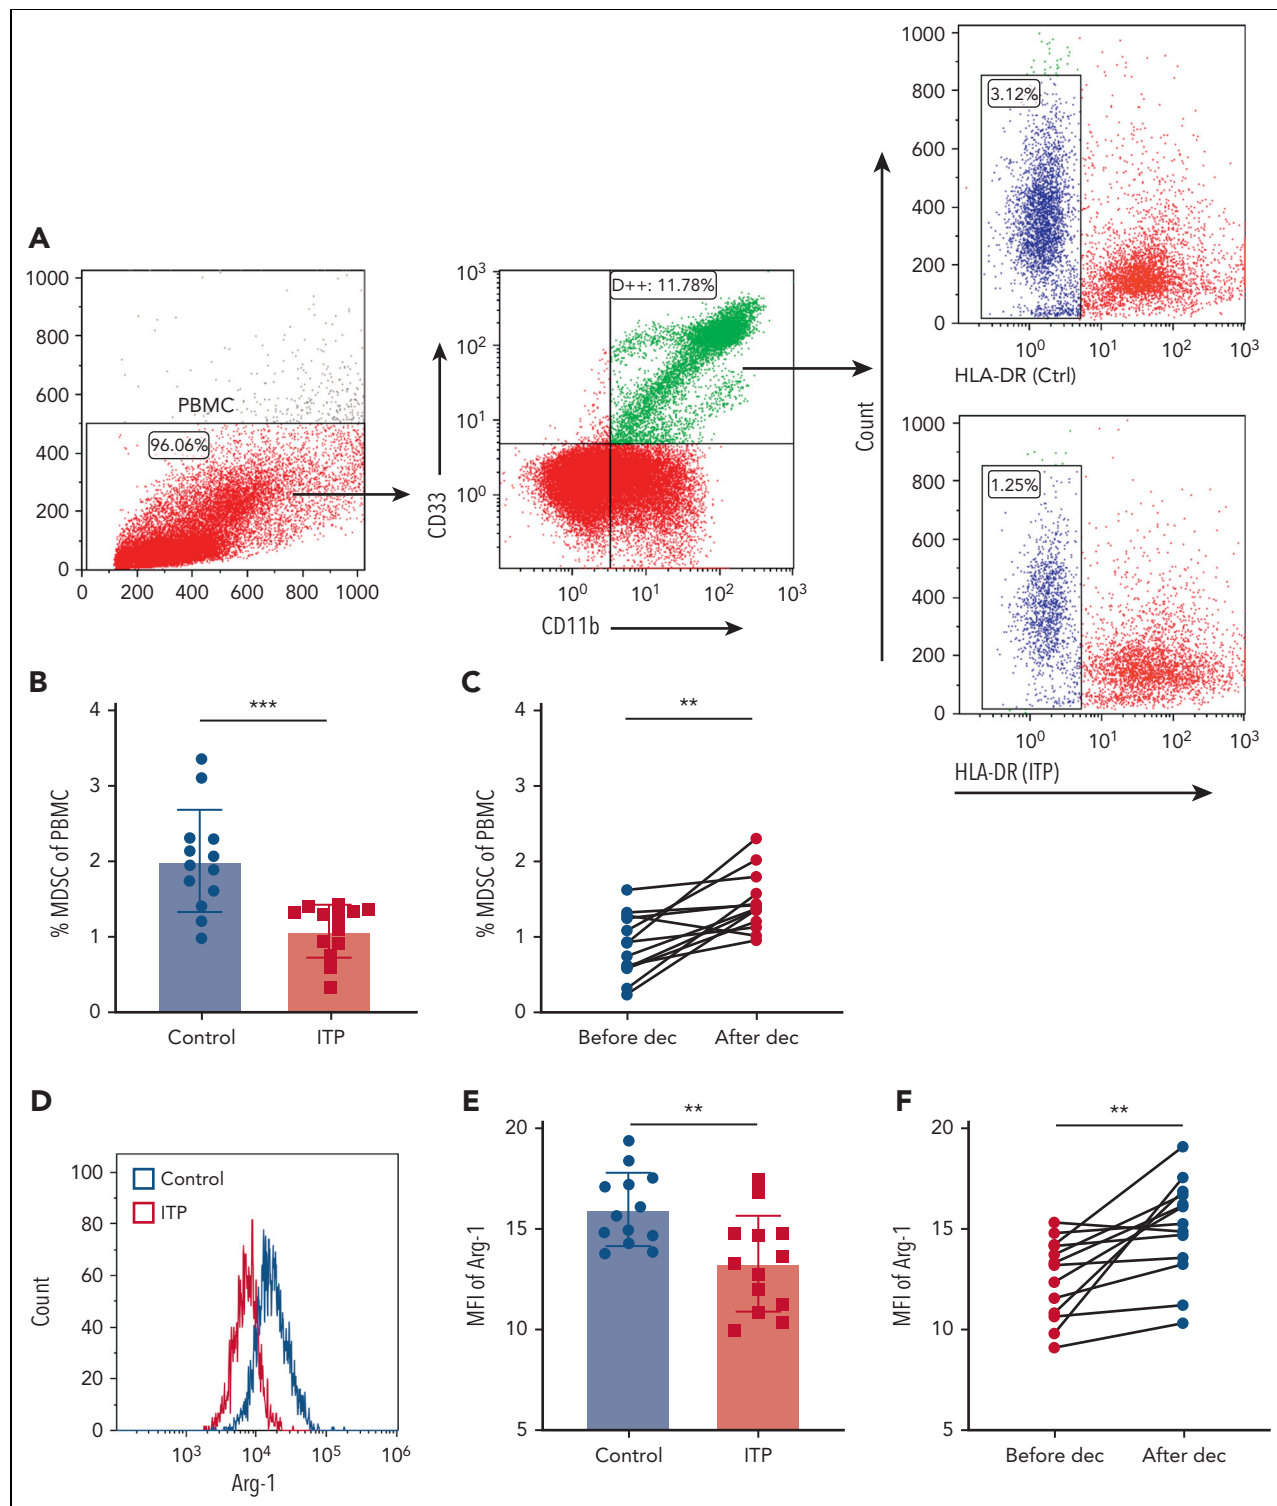 A
1000
800
600
400
200
0
PBMC
96.06%
0 200 400 600 800 1000
CD33
10³
10²
10¹
10⁰
D++: 11.78%
10⁰ 10¹ 10² 10³
CD11b
Count
1000
800
600
400
200
0
3.12%
10⁰ 10¹ 10² 10³
HLA-DR (Ctrl)
1000
800
600
400
200
0
1.25%
10⁰ 10¹ 10² 10³
HLA-DR (ITP)
B
% MDSC of PBMC
4
3
2
1
0
***
Control ITP
C
% MDSC of PBMC
4
3
2
1
0
**
Before dec After dec
D
Count
100
80
60
40
20
0
Control
ITP
10³ 10⁴ 10⁵ 10⁶
Arg-1
E
MFI of Arg-1
20
15
10
5
**
Control ITP
F
MFI of Arg-1
20
15
10
5
**
Before dec After dec